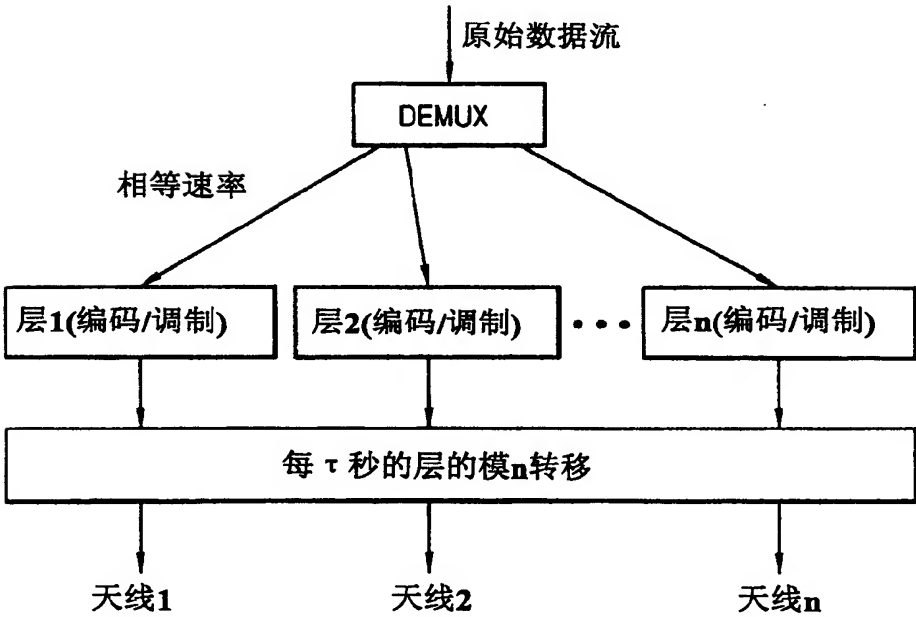 原始数据流
DEMUX
相等速率
层1(编码/调制)
层2(编码/调制)
层n(编码/调制)
每τ秒的层的模n转移
天线1
天线2
天线n